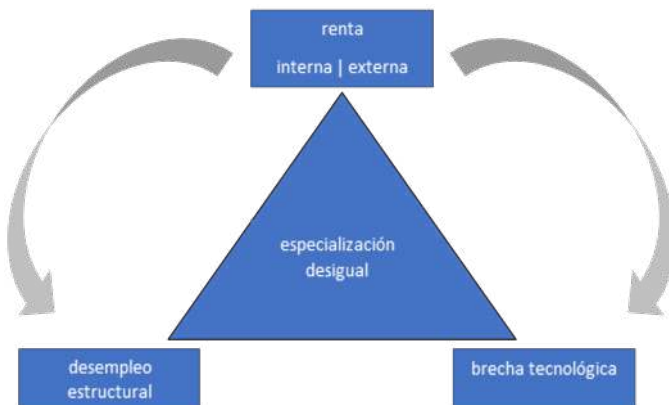 renta
interna | externa
especialización
desigual
desempleo
estructural
brecha tecnológica